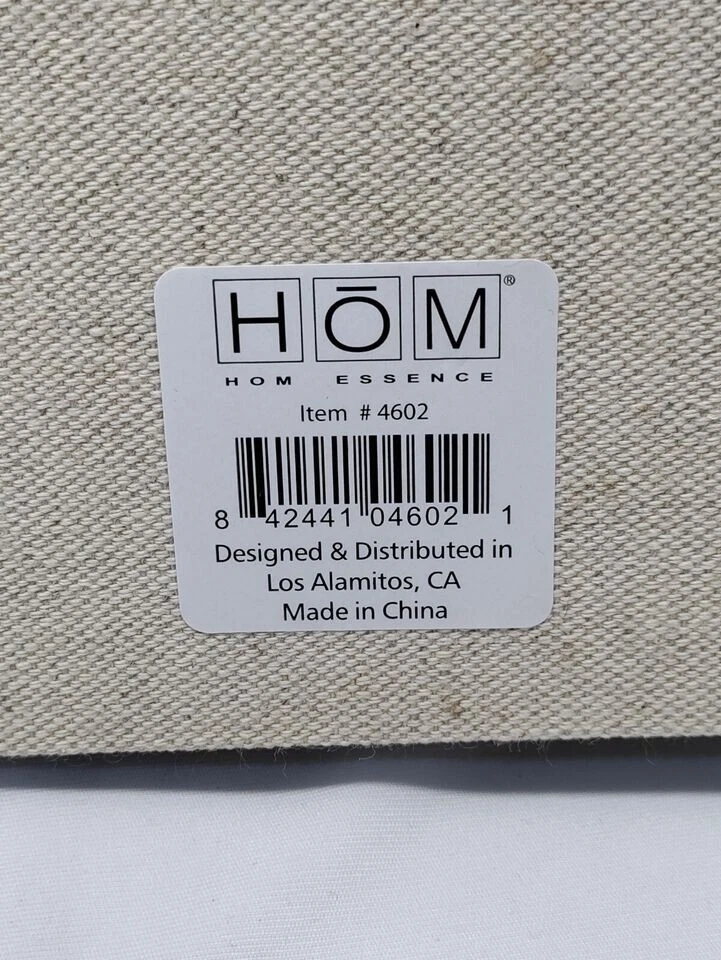 HŌM®
HOM ESSENCE
Item # 4602
8 42441 04602 1
Designed & Distributed in
Los Alamitos, CA
Made in China